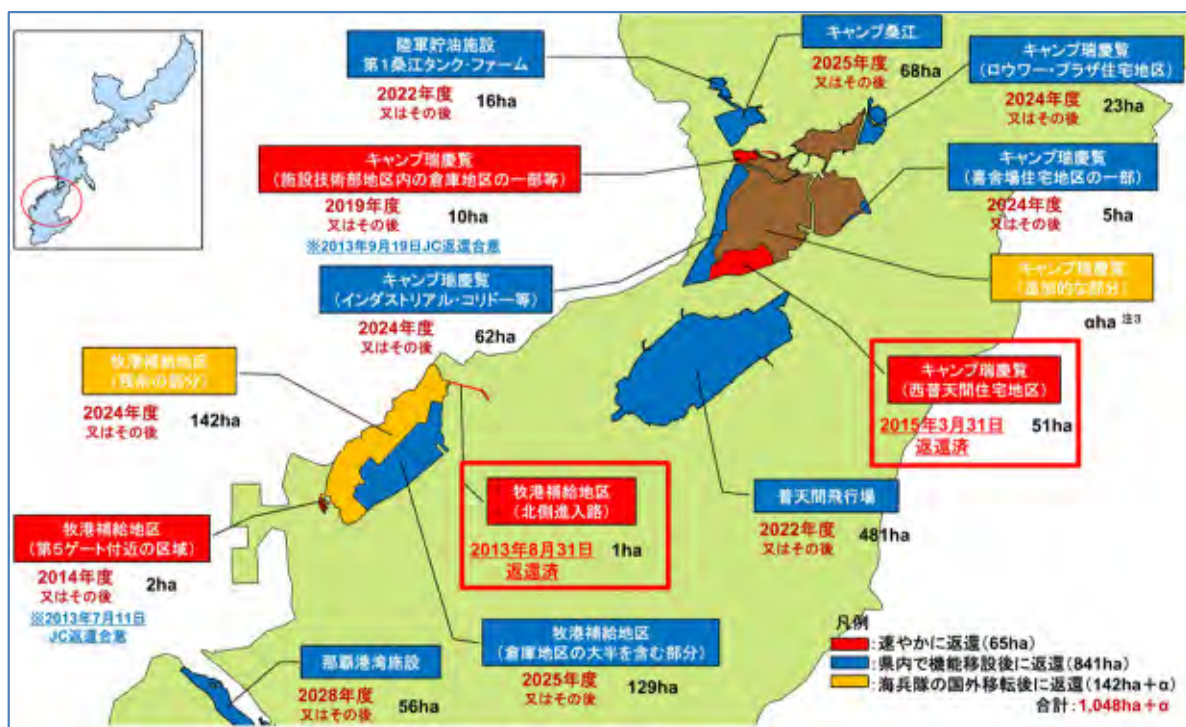 陸軍貯油施設
第1桑江タンク・ファーム
2022年度
又はその後
16ha
キャンプ桑江
2025年度
又はその後
68ha
キャンプ瑞慶覧
(ロウワー・プラザ住宅地区)
2024年度
又はその後
23ha
キャンプ瑞慶覧
(施設技術部地区内の倉庫地区の一部等)
2019年度
又はその後
10ha
※2013年9月19日JC返還合意
キャンプ瑞慶覧
(喜舎場住宅地区の一部)
2024年度
又はその後
5ha
キャンプ瑞慶覧
(インダストリアル・コリドー等)
2024年度
又はその後
62ha
キャンプ瑞慶覧
(追加的な部分)
αha 注3
牧港補給地区
(残余の部分)
2024年度
又はその後
142ha
キャンプ瑞慶覧
(西普天間住宅地区)
2015年3月31日
返還済
51ha
牧港補給地区
(北側進入路)
2013年8月31日
返還済
1ha
普天間飛行場
2022年度
又はその後
481ha
牧港補給地区
(第5ゲート付近の区域)
2014年度
又はその後
2ha
※2013年7月11日
JC返還合意
牧港補給地区
(倉庫地区の大半を含む部分)
2025年度
又はその後
129ha
那覇港湾施設
2028年度
又はその後
56ha
凡例
:速やかに返還(65ha)
:県内で機能移設後に返還(841ha)
:海兵隊の国外移転後に返還(142ha+α)
合計:1,048ha+α